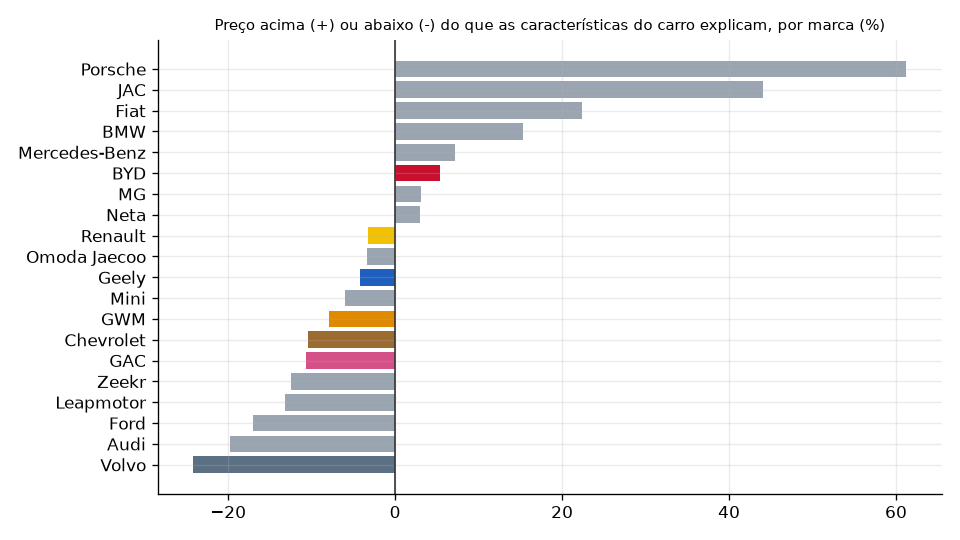 Preço acima (+) ou abaixo (-) do que as características do carro explicam, por marca (%)
Porsche
JAC
Fiat
BMW
Mercedes-Benz
BYD
MG
Neta
Renault
Omoda Jaecoo
Geely
Mini
GWM
Chevrolet
GAC
Zeekr
Leapmotor
Ford
Audi
Volvo
−20 0 20 40 60